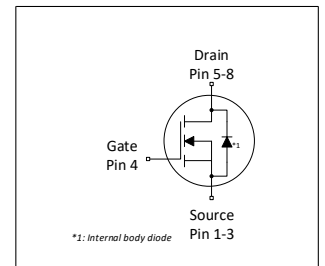 Drain
Pin 5-8
*1
Gate
Pin 4
Source
Pin 1-3
*1: Internal body diode